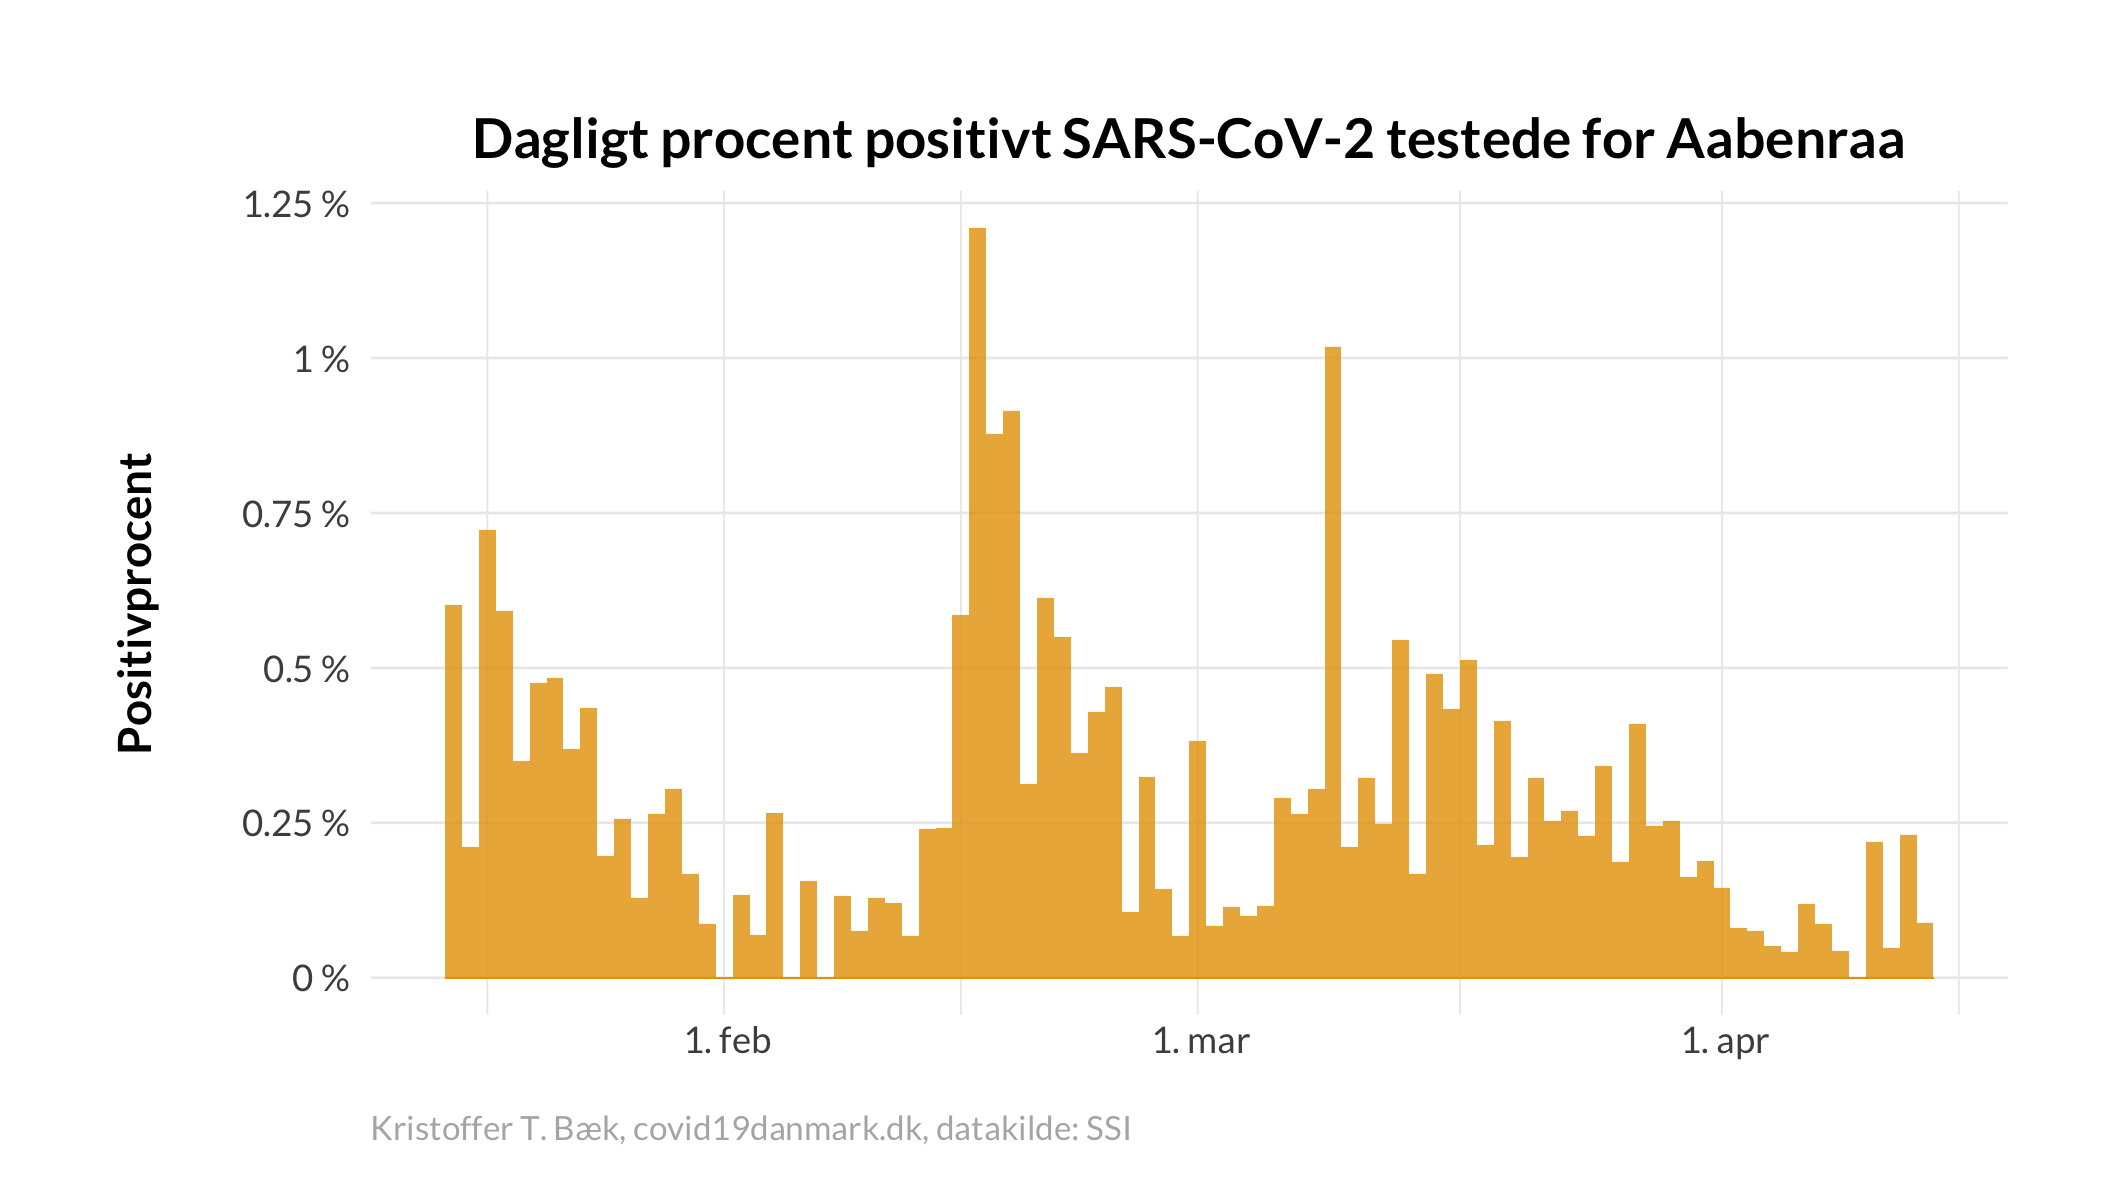 Dagligt procent positivt SARS-CoV-2 testede for Aabenraa
Positivprocent
1.25 %
1 %
0.75 %
0.5 %
0.25 %
0 %
1. feb
1. mar
1. apr
Kristoffer T. Bæk, covid19danmark.dk, datakilde: SSI